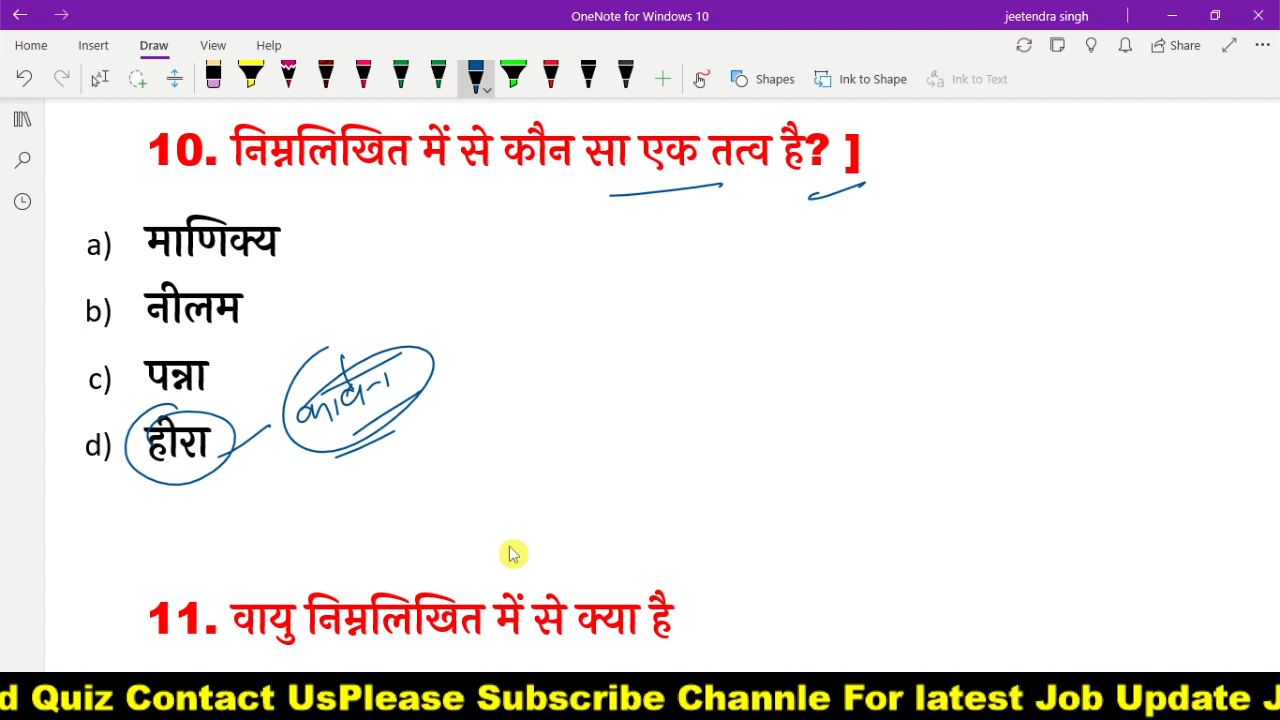 OneNote for Windows 10
jeetendra singh
Home Insert Draw View Help
Share
Shapes Ink to Shape Ink to Text
10. निम्नलिखित में से कौन सा एक तत्व है? ]
a) माणिक्य
b) नीलम
c) पन्ना
d) हीरा
कार्बन
11. वायु निम्नलिखित में से क्या है
d Quiz Contact UsPlease Subscribe Channle For latest Job Update J